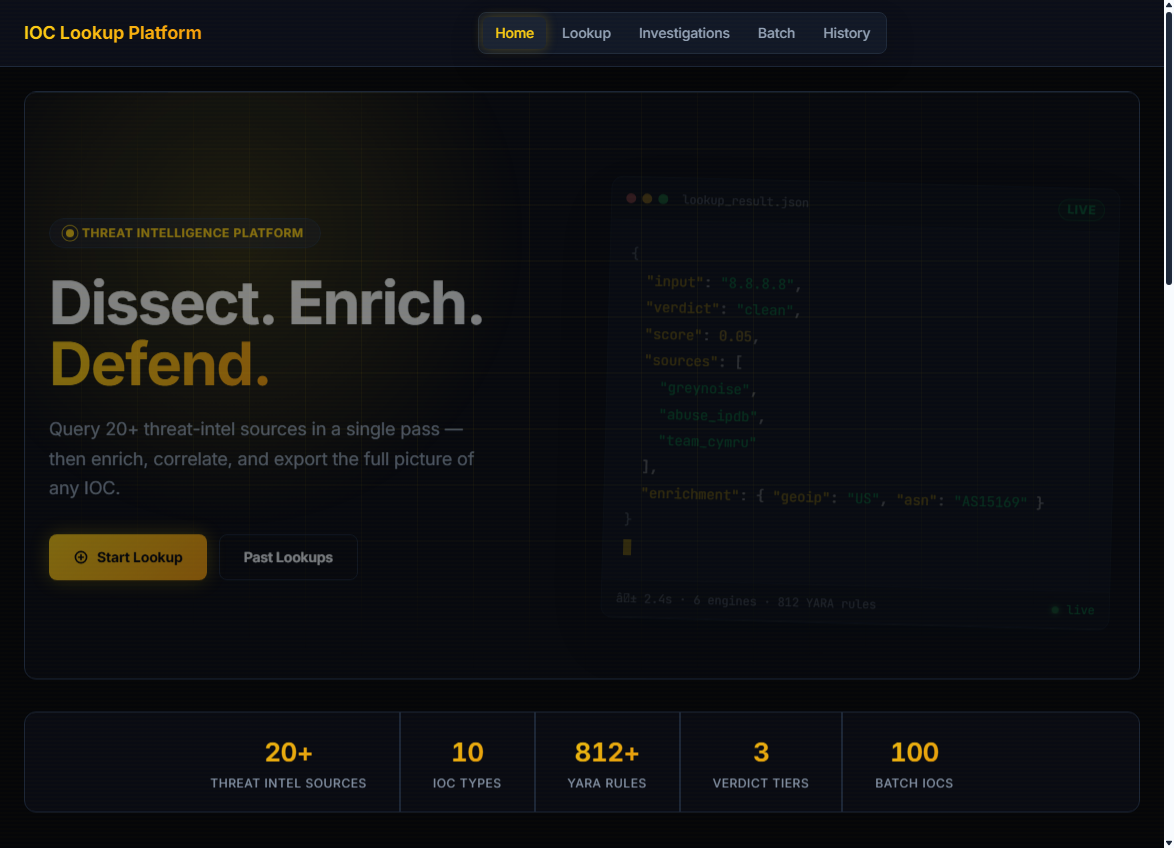 IOC Lookup Platform
Home Lookup Investigations Batch History
THREAT INTELLIGENCE PLATFORM
Dissect. Enrich.
Defend.
Query 20+ threat-intel sources in a single pass —
then enrich, correlate, and export the full picture of
any IOC.
Start Lookup Past Lookups
lookup_result.json LIVE
{
"input": "8.8.8.8",
"verdict": "clean",
"score": 0.05,
"sources": [
"greynoise",
"abuse_ipdb",
"team_cymru"
],
"enrichment": { "geoip": "US", "asn": "AS15169" }
}
2.4s · 6 engines · 812 YARA rules live
20+ 10 812+ 3 100
THREAT INTEL SOURCES IOC TYPES YARA RULES VERDICT TIERS BATCH IOCS